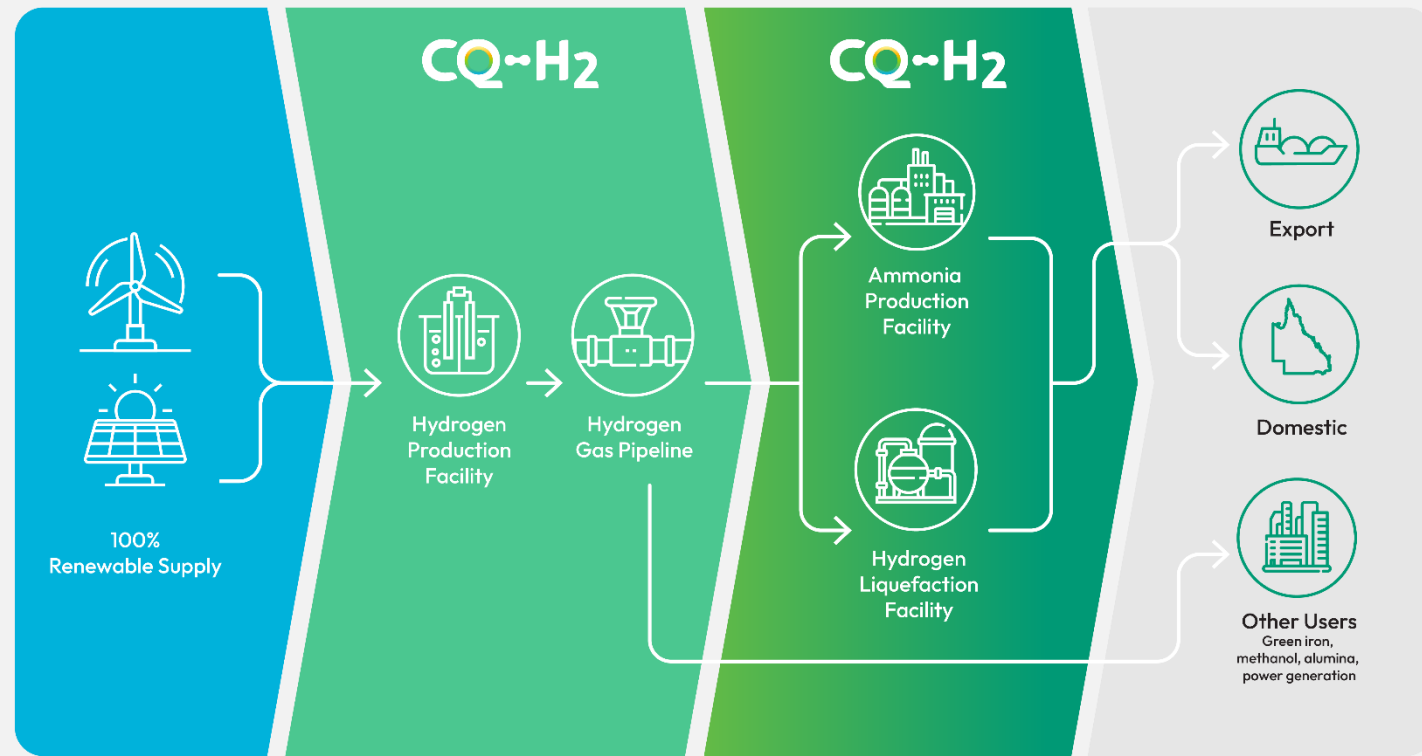 CQ-H2
CQ-H2
100%
Renewable Supply
Hydrogen
Production
Facility
Hydrogen
Gas Pipeline
Ammonia
Production
Facility
Hydrogen
Liquefaction
Facility
Export
Domestic
Other Users
Green iron,
methanol, alumina,
power generation